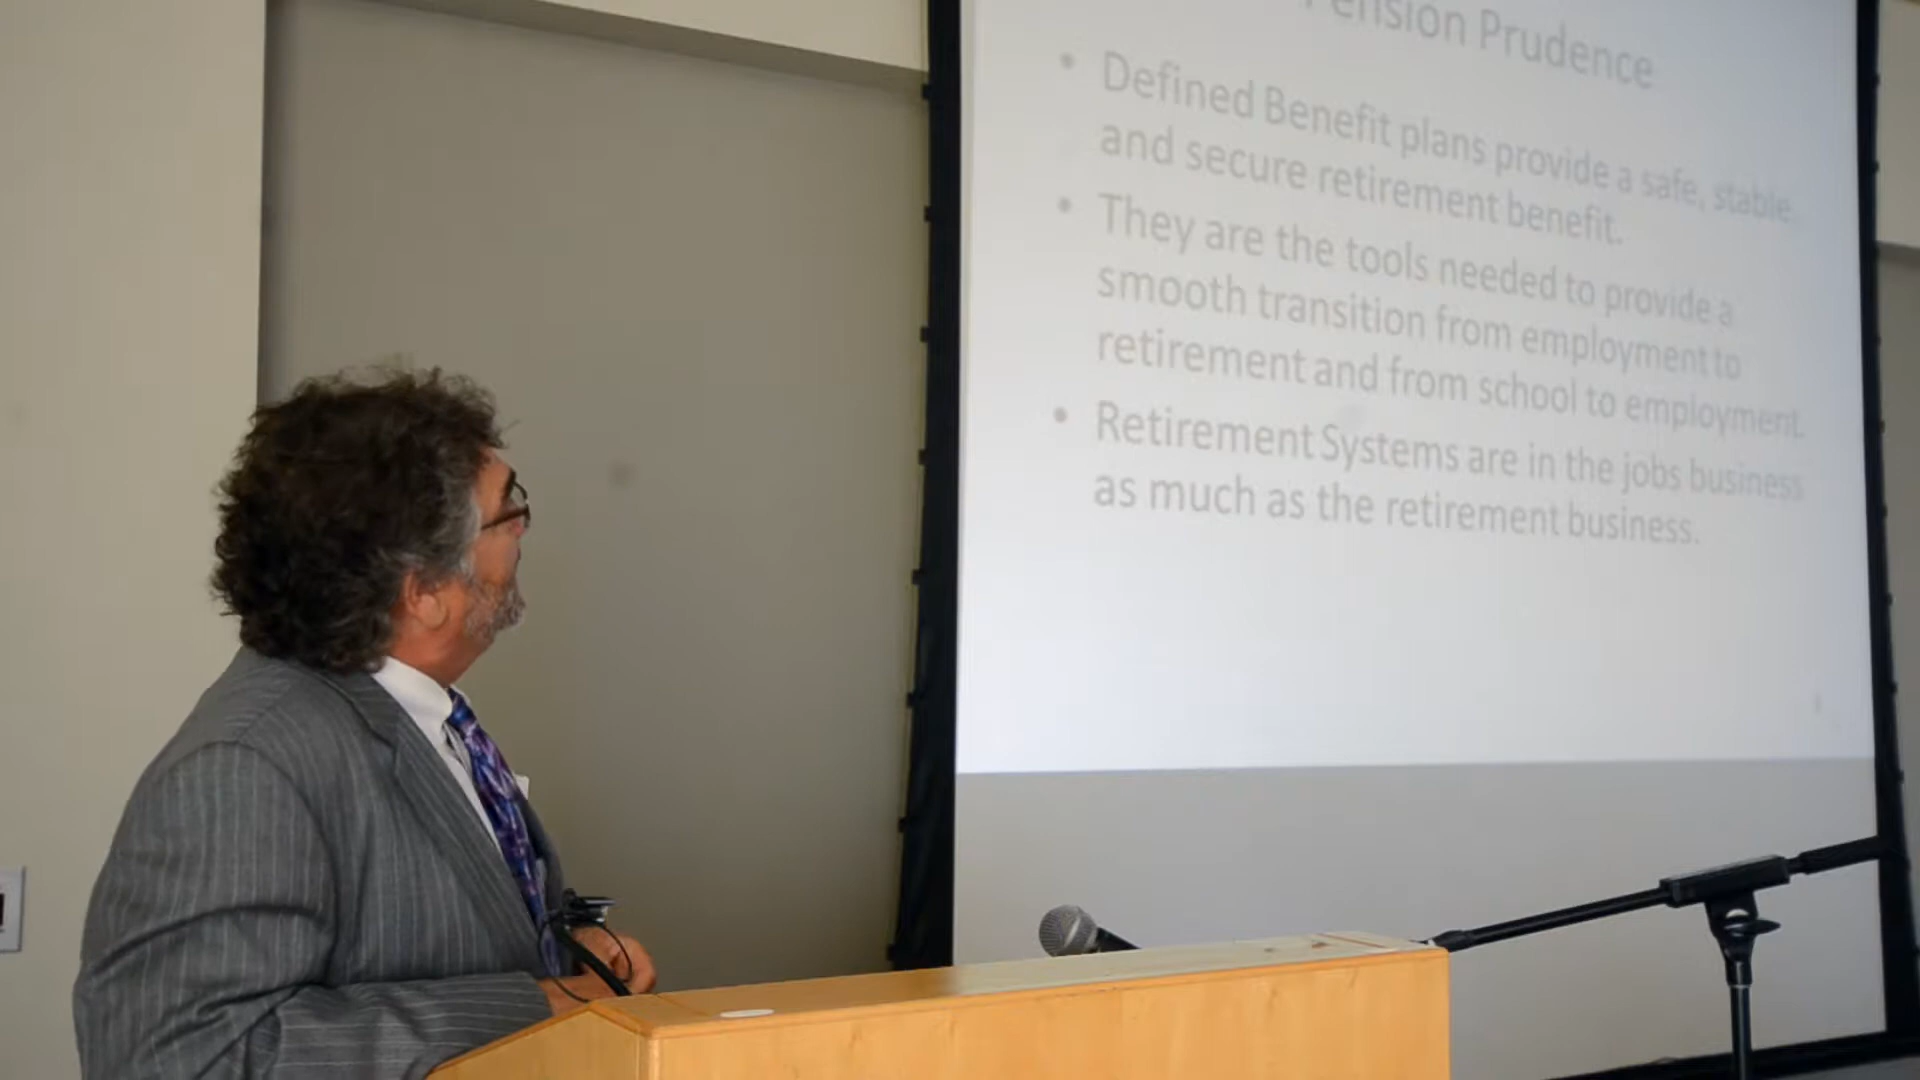 Pension Prudence
• Defined Benefit plans provide a safe, stable
and secure retirement benefit.
• They are the tools needed to provide a
smooth transition from employment to
retirement and from school to employment.
• Retirement Systems are in the jobs business
as much as the retirement business.